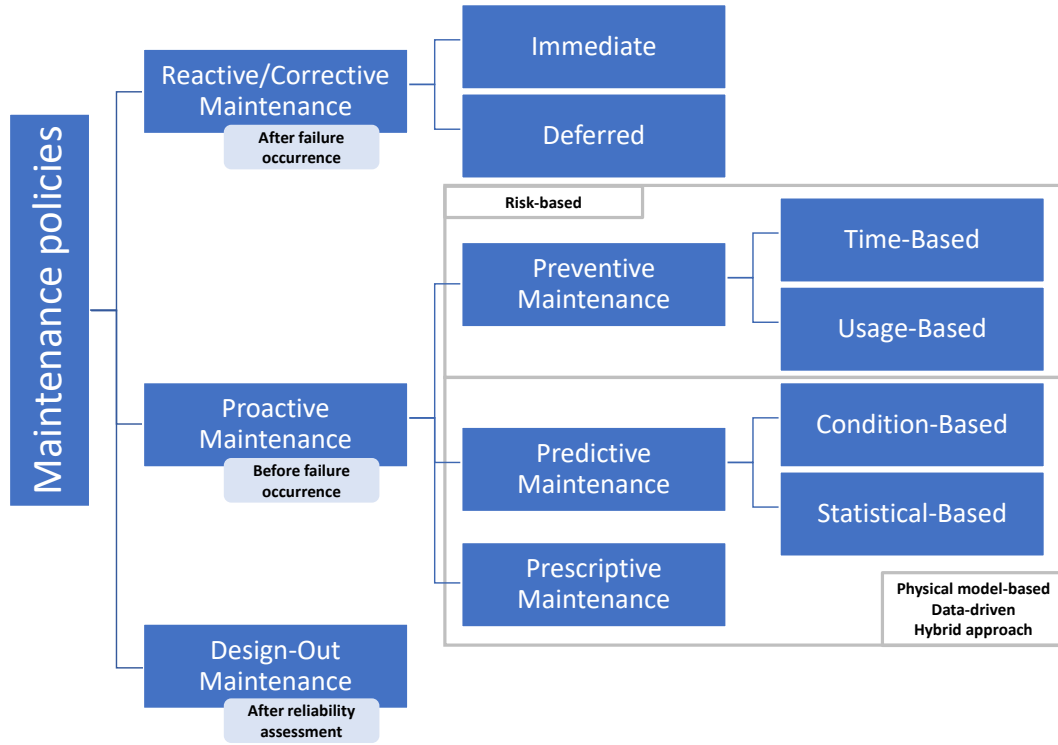 Maintenance policies
Reactive/Corrective
Maintenance
After failure
occurrence
Immediate
Deferred
Proactive
Maintenance
Before failure
occurrence
Risk-based
Preventive
Maintenance
Time-Based
Usage-Based
Predictive
Maintenance
Condition-Based
Statistical-Based
Prescriptive
Maintenance
Physical model-based
Data-driven
Hybrid approach
Design-Out
Maintenance
After reliability
assessment